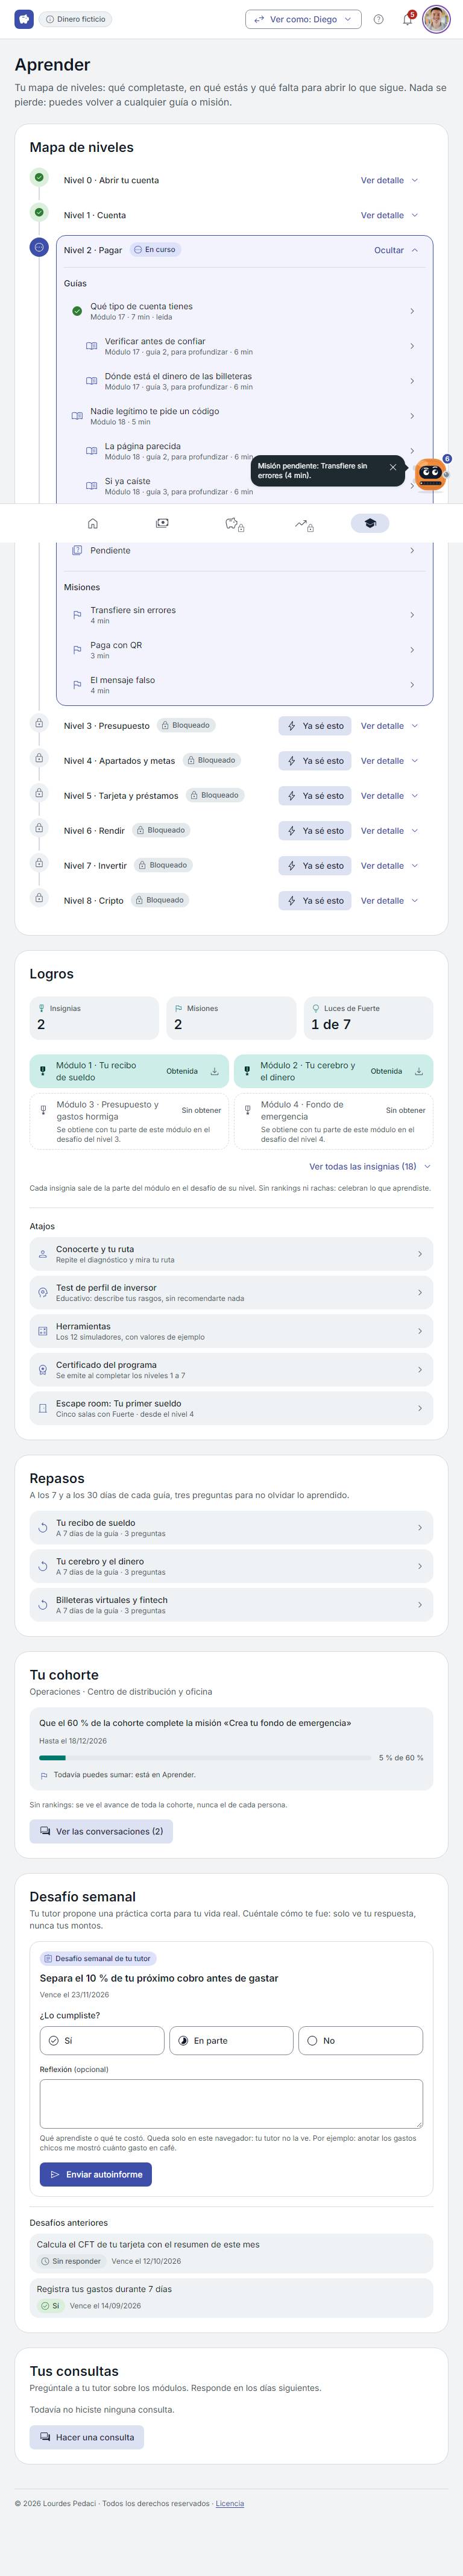 Dinero ficticio
Ver como: Diego
5
Aprender
Tu mapa de niveles: qué completaste, en qué estás y qué falta para abrir lo que sigue. Nada se
pierde: puedes volver a cualquier guía o misión.
Mapa de niveles
Nivel 0 · Abrir tu cuenta
Ver detalle
Nivel 1 · Cuenta
Ver detalle
Nivel 2 · Pagar
En curso
Ocultar
Guías
Qué tipo de cuenta tienes
Módulo 17 · 7 min · leída
Verificar antes de confiar
Módulo 17 · guía 2, para profundizar · 6 min
Dónde está el dinero de las billeteras
Módulo 17 · guía 3, para profundizar · 6 min
Nadie legítimo te pide un código
Módulo 18 · 5 min
La página parecida
Módulo 18 · guía 2, para profundizar · 6 min
Misión pendiente: Transfiere sin
errores (4 min).
6
Si ya caíste
Módulo 18 · guía 3, para profundizar · 6 min
Pendiente
Misiones
Transfiere sin errores
4 min
Paga con QR
3 min
El mensaje falso
4 min
Nivel 3 · Presupuesto
Bloqueado
Ya sé esto
Ver detalle
Nivel 4 · Apartados y metas
Bloqueado
Ya sé esto
Ver detalle
Nivel 5 · Tarjeta y préstamos
Bloqueado
Ya sé esto
Ver detalle
Nivel 6 · Rendir
Bloqueado
Ya sé esto
Ver detalle
Nivel 7 · Invertir
Bloqueado
Ya sé esto
Ver detalle
Nivel 8 · Cripto
Bloqueado
Ya sé esto
Ver detalle
Logros
Insignias
2
Misiones
2
Luces de Fuerte
1 de 7
Módulo 1 · Tu recibo
de sueldo
Obtenida
Módulo 2 · Tu cerebro y
el dinero
Obtenida
Módulo 3 · Presupuesto y
gastos hormiga
Sin obtener
Se obtiene con tu parte de este módulo en el
desafío del nivel 3.
Módulo 4 · Fondo de
emergencia
Sin obtener
Se obtiene con tu parte de este módulo en el
desafío del nivel 4.
Ver todas las insignias (18)
Cada insignia sale de la parte del módulo en el desafío de su nivel. Sin rankings ni rachas: celebran lo que aprendiste.
Atajos
Conocerte y tu ruta
Repite el diagnóstico y mira tu ruta
Test de perfil de inversor
Educativo: describe tus rasgos, sin recomendarte nada
Herramientas
Los 12 simuladores, con valores de ejemplo
Certificado del programa
Se emite al completar los niveles 1 a 7
Escape room: Tu primer sueldo
Cinco salas con Fuerte · desde el nivel 4
Repasos
A los 7 y a los 30 días de cada guía, tres preguntas para no olvidar lo aprendido.
Tu recibo de sueldo
A 7 días de la guía · 3 preguntas
Tu cerebro y el dinero
A 7 días de la guía · 3 preguntas
Billeteras virtuales y fintech
A 7 días de la guía · 3 preguntas
Tu cohorte
Operaciones · Centro de distribución y oficina
Que el 60 % de la cohorte complete la misión «Crea tu fondo de emergencia»
Hasta el 18/12/2026
5 % de 60 %
Todavía puedes sumar: está en Aprender.
Sin rankings: se ve el avance de toda la cohorte, nunca el de cada persona.
Ver las conversaciones (2)
Desafío semanal
Tu tutor propone una práctica corta para tu vida real. Cuéntale cómo te fue: solo ve tu respuesta,
nunca tus montos.
Desafío semanal de tu tutor
Separa el 10 % de tu próximo cobro antes de gastar
Vence el 23/11/2026
¿Lo cumpliste?
Sí
En parte
No
Reflexión (opcional)
Qué aprendiste o qué te costó. Queda solo en este navegador: tu tutor no la ve. Por ejemplo: anotar los gastos
chicos me mostró cuánto gasto en café.
Enviar autoinforme
Desafíos anteriores
Calcula el CFT de tu tarjeta con el resumen de este mes
Sin responder
Vence el 12/10/2026
Registra tus gastos durante 7 días
Sí
Vence el 14/09/2026
Tus consultas
Pregúntale a tu tutor sobre los módulos. Responde en los días siguientes.
Todavía no hiciste ninguna consulta.
Hacer una consulta
© 2026 Lourdes Pedaci · Todos los derechos reservados · Licencia